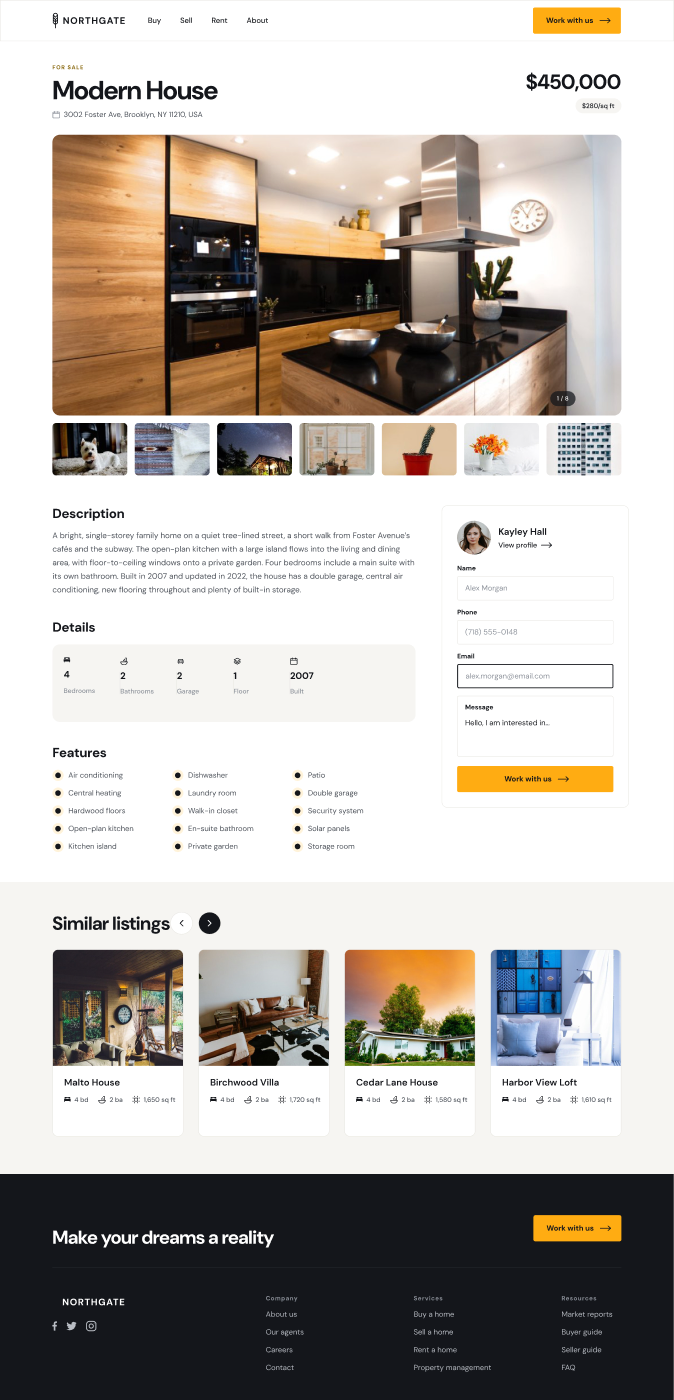 NORTHGATE
Buy Sell Rent About
Work with us
FOR SALE
Modern House
$450,000
3002 Foster Ave, Brooklyn, NY 11210, USA
$280/sq ft
1 / 8
Description
A bright, single-storey family home on a quiet tree-lined street, a short walk from Foster Avenue's
cafés and the subway. The open-plan kitchen with a large island flows into the living and dining
area, with floor-to-ceiling windows onto a private garden. Four bedrooms include a main suite with
its own bathroom. Built in 2007 and updated in 2022, the house has a double garage, central air
conditioning, new flooring throughout and plenty of built-in storage.
Details
4 2 2 1 2007
Bedrooms Bathrooms Garage Floor Built
Features
Air conditioning Dishwasher Patio
Central heating Laundry room Double garage
Hardwood floors Walk-in closet Security system
Open-plan kitchen En-suite bathroom Solar panels
Kitchen island Private garden Storage room
Kayley Hall
View profile
Name
Alex Morgan
Phone
(718) 555-0148
Email
alex.morgan@email.com
Message
Hello, I am interested in...
Work with us
Similar listings
Malto House
4 bd 2 ba 1,650 sq ft
Birchwood Villa
4 bd 2 ba 1,720 sq ft
Cedar Lane House
4 bd 2 ba 1,580 sq ft
Harbor View Loft
4 bd 2 ba 1,610 sq ft
Make your dreams a reality
Work with us
NORTHGATE
Company
About us
Our agents
Careers
Contact
Services
Buy a home
Sell a home
Rent a home
Property management
Resources
Market reports
Buyer guide
Seller guide
FAQ